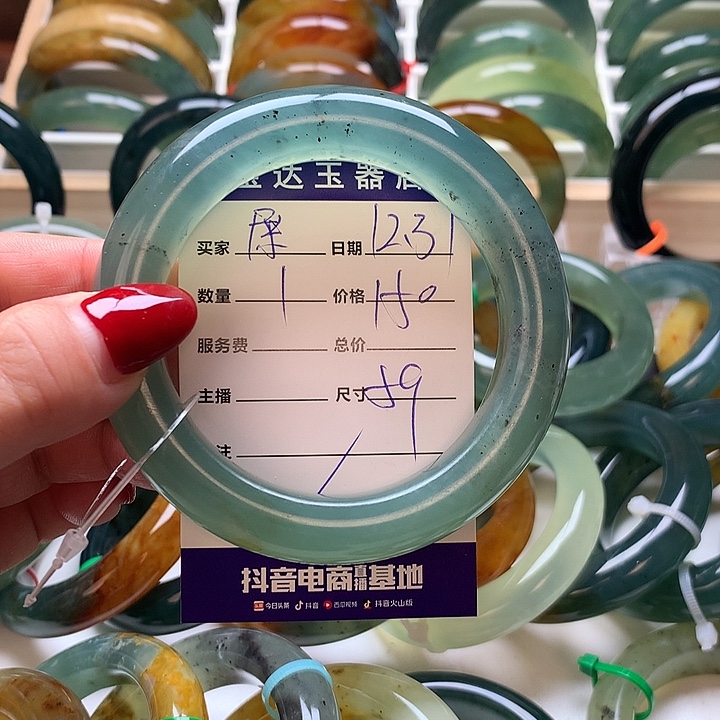 达玉器店
买家 日期 12.31
数量 1 价格 150
服务费 总价
主播 尺寸 59
注
抖音电商直播基地
今日头条 抖音 西瓜视频 抖音火山版